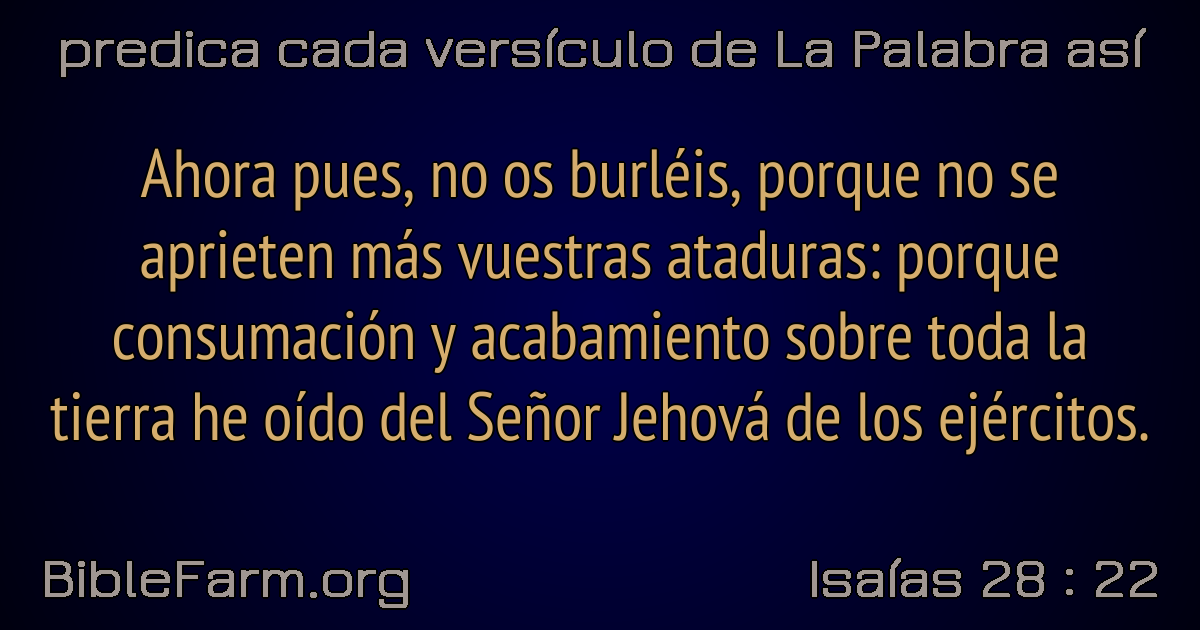 predica cada versículo de La Palabra así
Ahora pues, no os burléis, porque no se
aprieten más vuestras ataduras: porque
consumación y acabamiento sobre toda la
tierra he oído del Señor Jehová de los ejércitos.
BibleFarm.org
Isaías 28 : 22